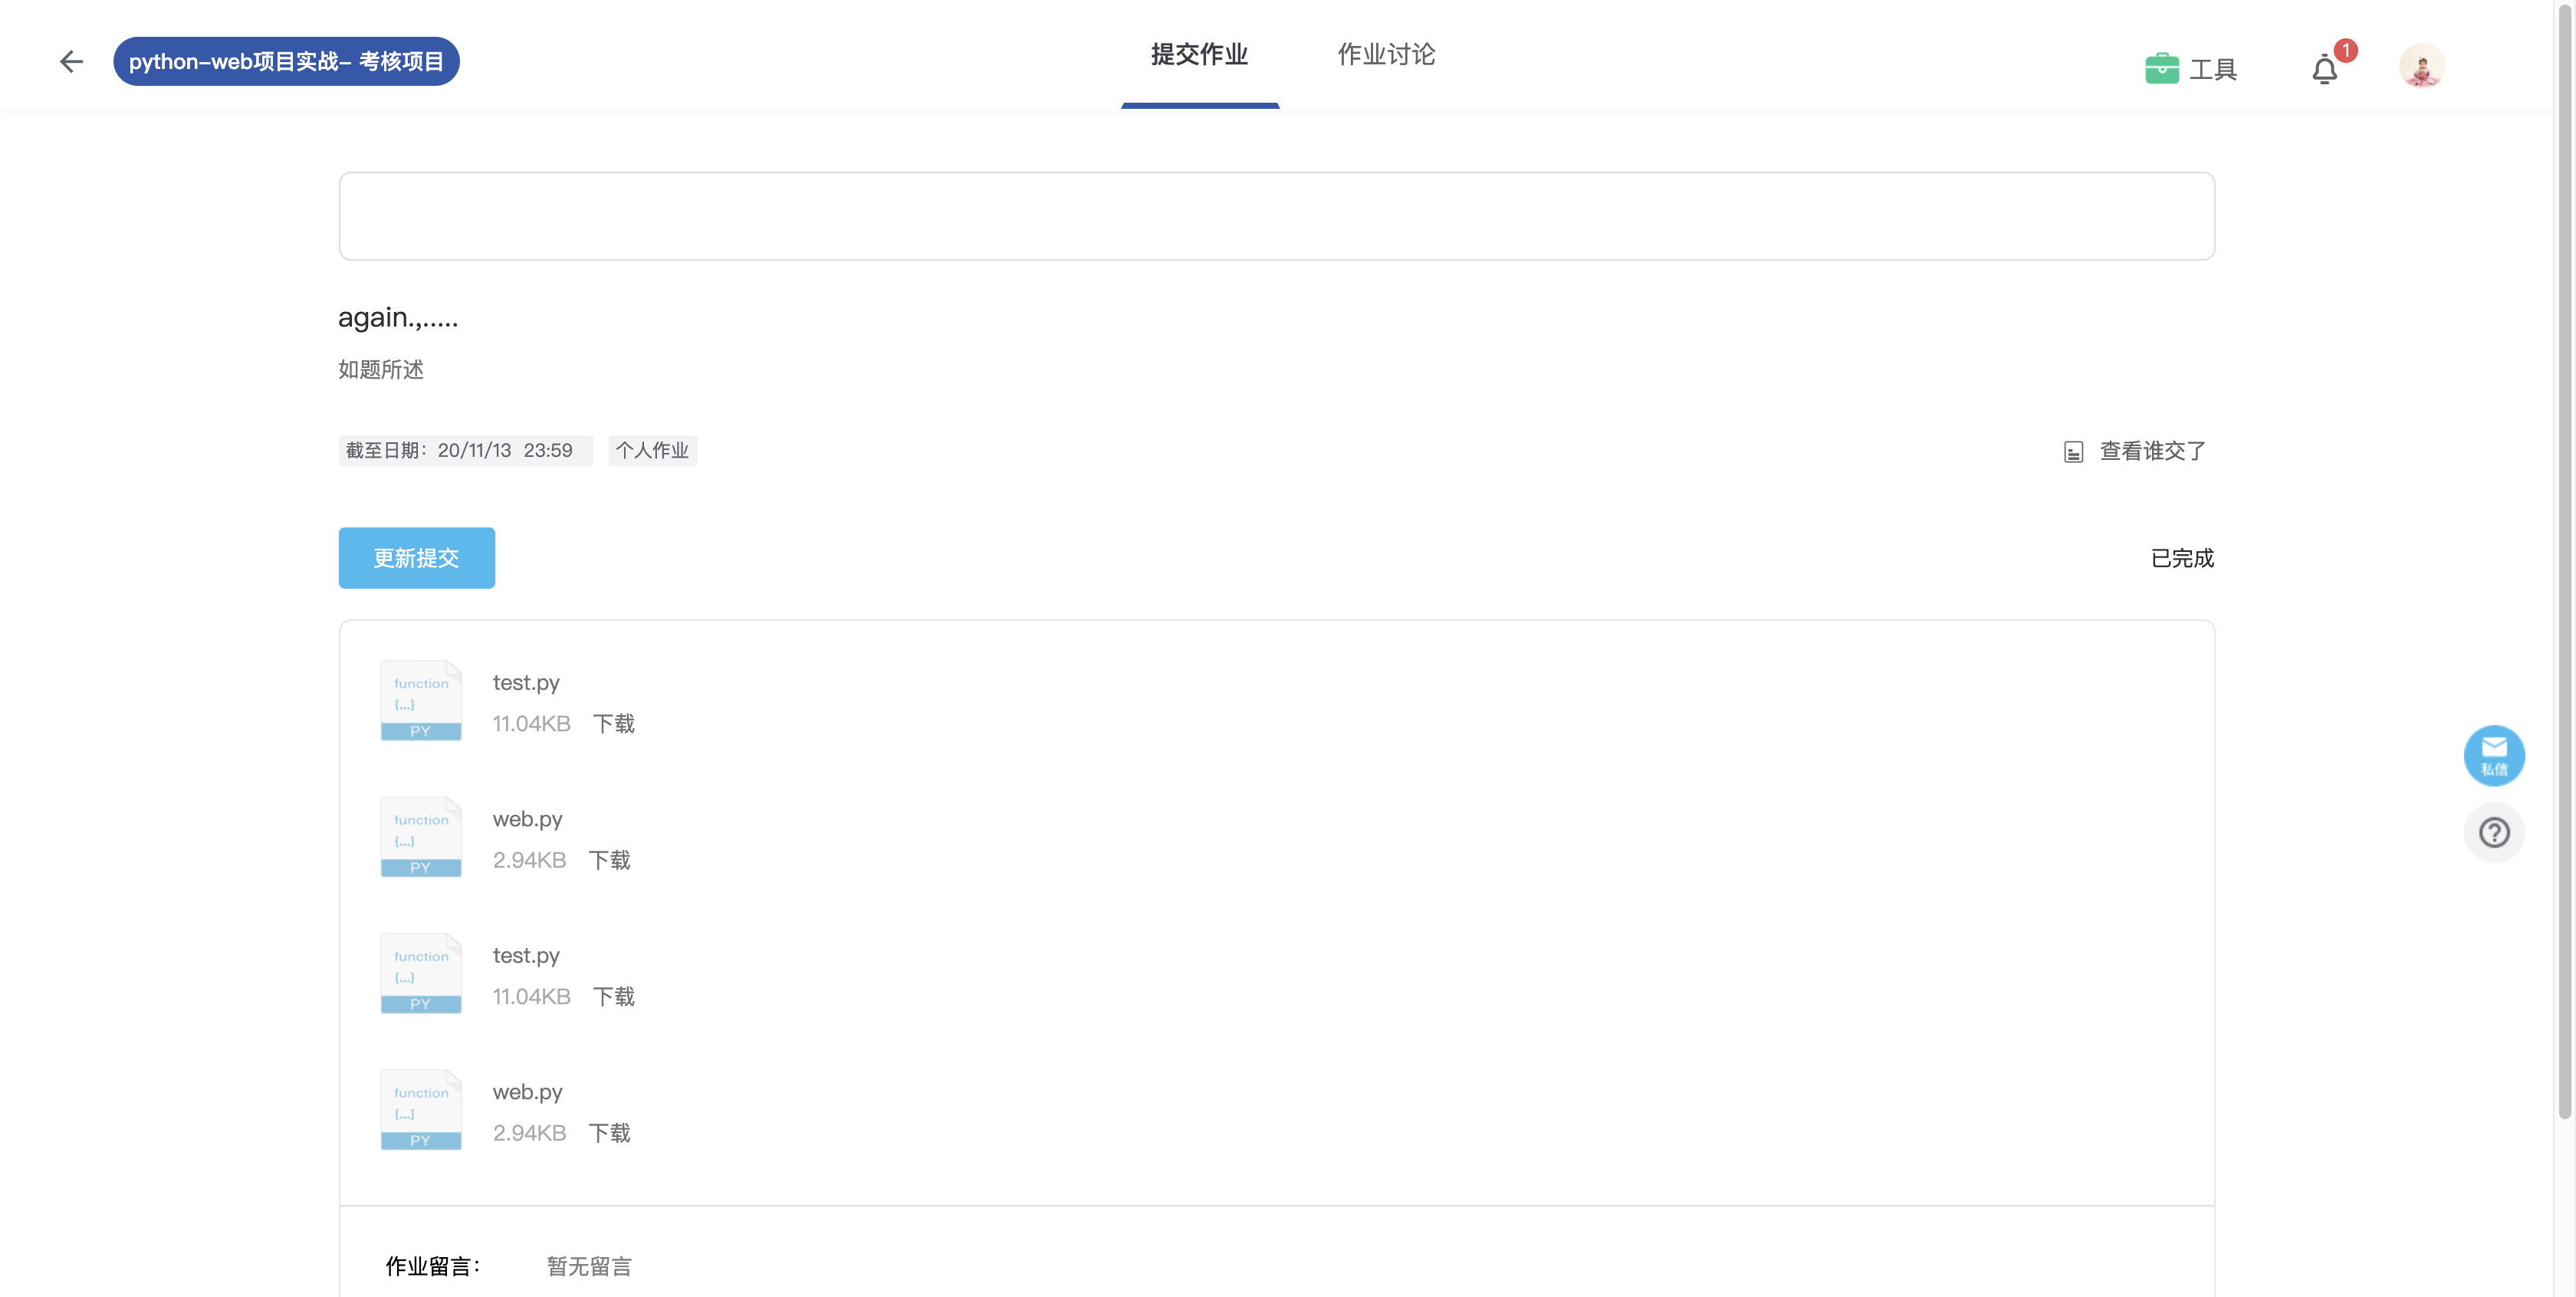 python-web项目实战- 考核项目
提交作业
作业讨论
工具
1
again.,.....
如题所述
截至日期：20/11/13 23:59
个人作业
查看谁交了
更新提交
已完成
function
{...}
PY
test.py
11.04KB 下载
function
{...}
PY
web.py
2.94KB 下载
私信
function
{...}
PY
test.py
11.04KB 下载
function
{...}
PY
web.py
2.94KB 下载
作业留言： 暂无留言